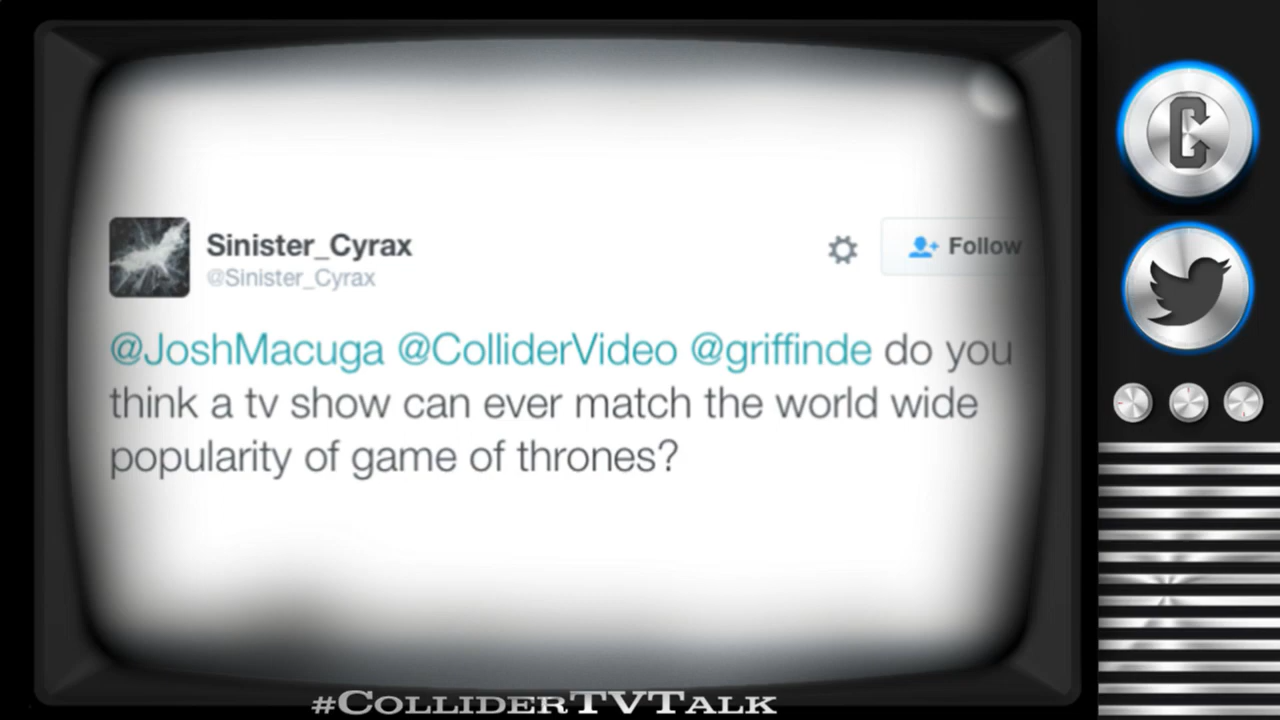 Sinister_Cyrax
@Sinister_Cyrax
Follow
@JoshMacuga @ColliderVideo @griffinde do you
think a tv show can ever match the world wide
popularity of game of thrones?
#COLLIDERTVTALK